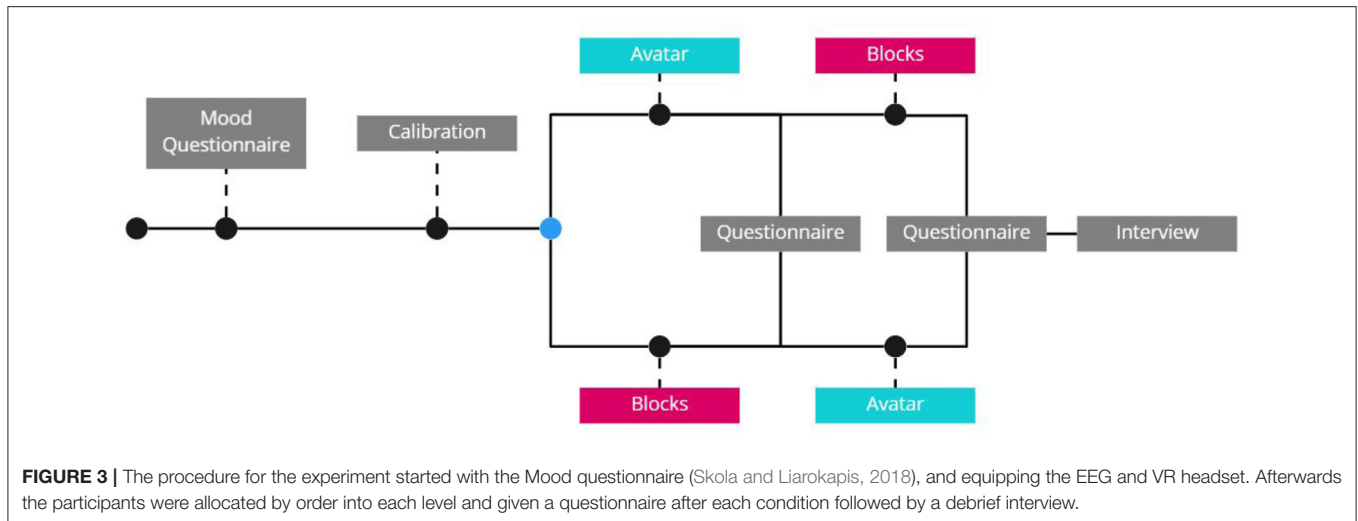 Avatar
Blocks
Mood
Questionnaire
Calibration
Questionnaire
Questionnaire
Interview
Blocks
Avatar
FIGURE 3 | The procedure for the experiment started with the Mood questionnaire (Skola and Liarokapis, 2018), and equipping the EEG and VR headset. Afterwards
the participants were allocated by order into each level and given a questionnaire after each condition followed by a debrief interview.